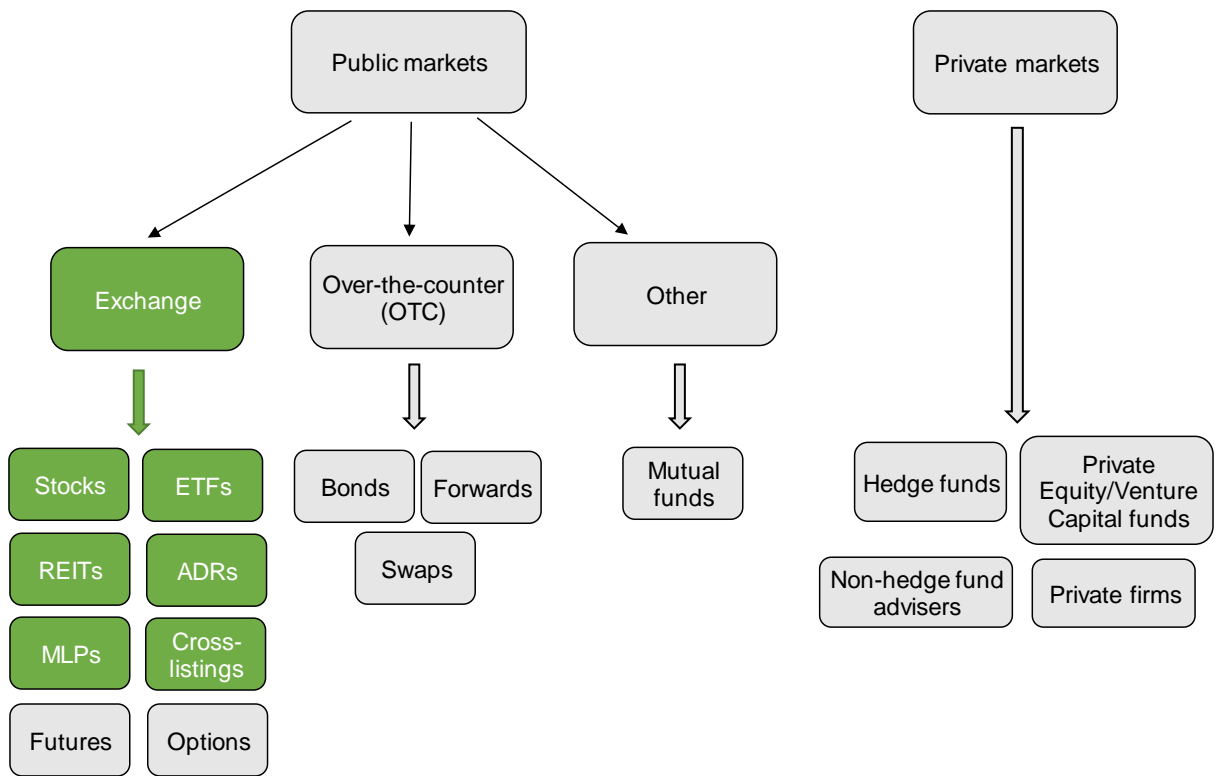 Public markets
Private markets
Exchange
Over-the-counter
(OTC)
Other
Stocks
ETFs
Bonds
Forwards
Mutual
funds
Hedge funds
Private
Equity/Venture
Capital funds
REITs
ADRs
Swaps
Non-hedge fund
advisers
Private firms
MLPs
Cross-
listings
Futures
Options